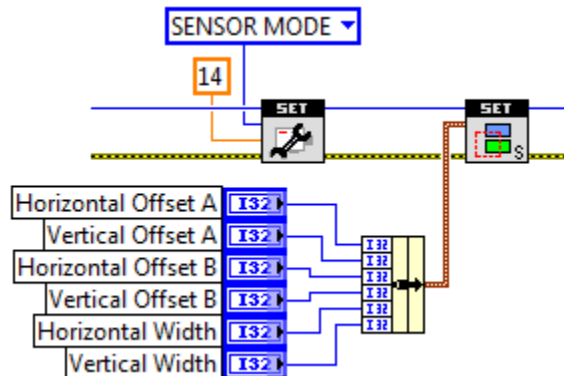 SENSOR MODE
14
SET
SET
S
Horizontal Offset A I32 I32
Vertical Offset A I32 I32
Horizontal Offset B I32 I32
Vertical Offset B I32 I32
Horizontal Width I32 I32
Vertical Width I32 I32